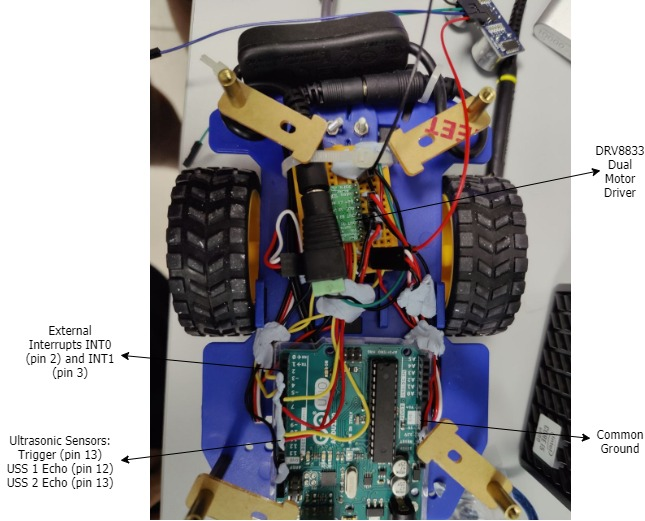 DRV8833
Dual
Motor
Driver
EET
External
Interrupts INT0
(pin 2) and INT1
(pin 3)
Ultrasonic Sensors:
Trigger (pin 13)
USS 1 Echo (pin 12)
USS 2 Echo (pin 13)
Common
Ground